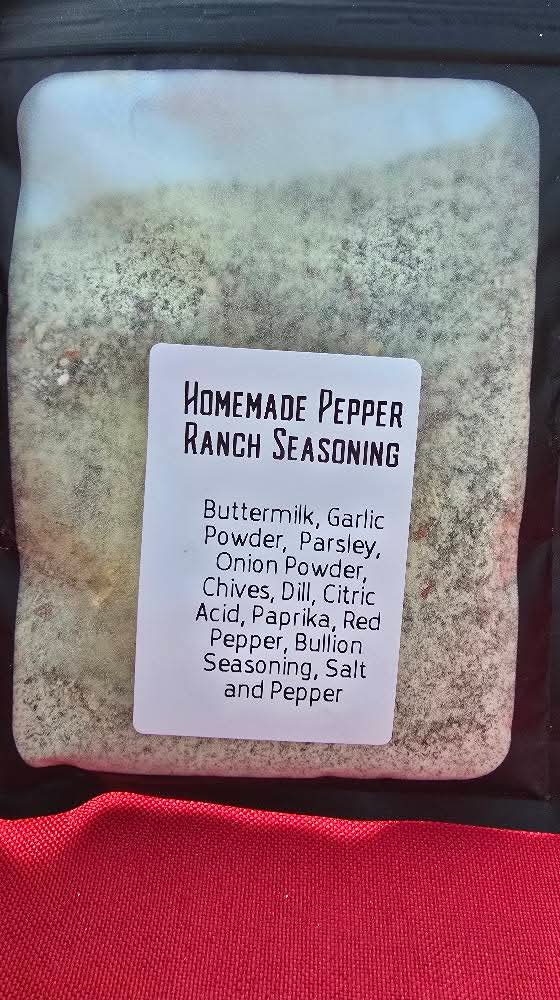 Homemade Pepper
Ranch Seasoning
Buttermilk, Garlic
Powder, Parsley,
Onion Powder,
Chives, Dill, Citric
Acid, Paprika, Red
Pepper, Bullion
Seasoning, Salt
and Pepper